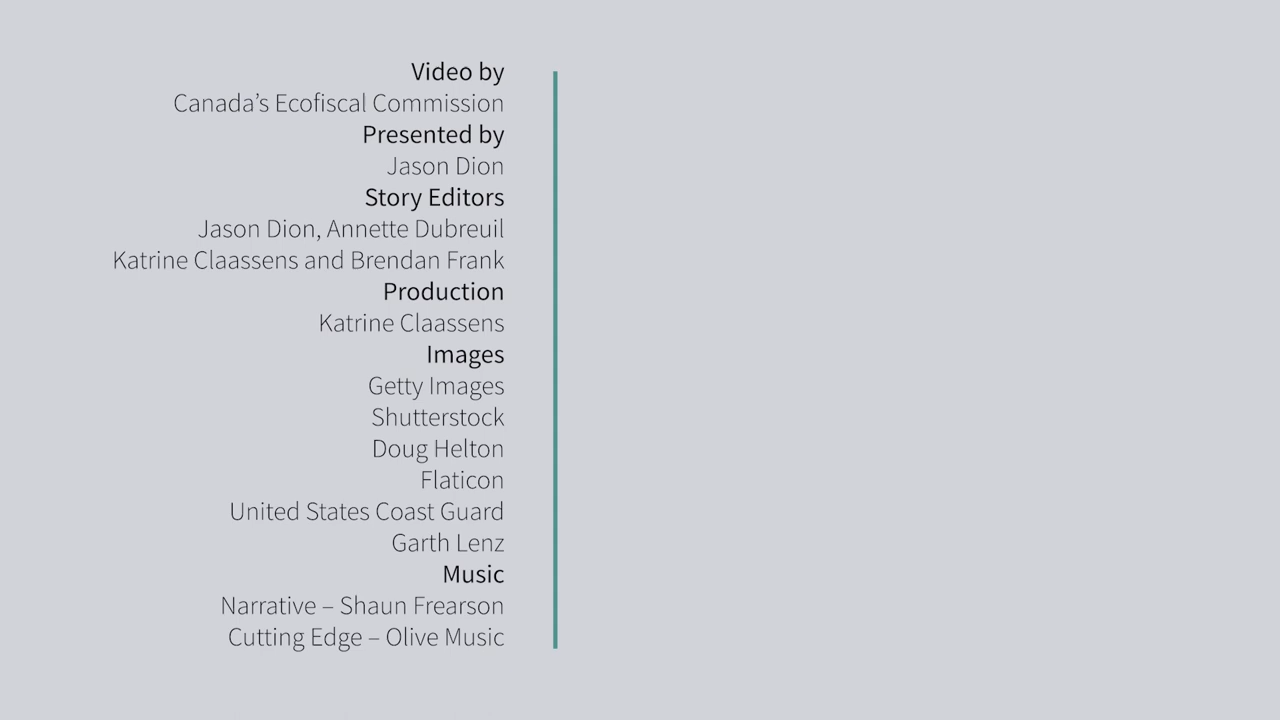 Video by
Canada’s Ecofiscal Commission
Presented by
Jason Dion
Story Editors
Jason Dion, Annette Dubreuil
Katrine Claassens and Brendan Frank
Production
Katrine Claassens
Images
Getty Images
Shutterstock
Doug Helton
Flaticon
United States Coast Guard
Garth Lenz
Music
Narrative – Shaun Frearson
Cutting Edge – Olive Music